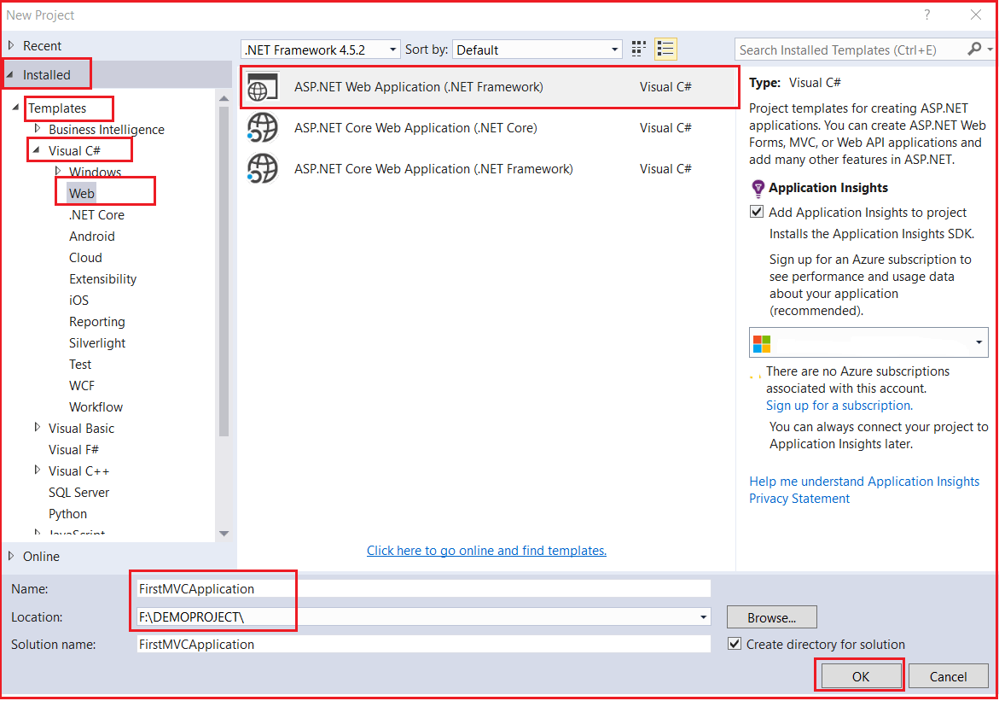 New Project
?
Recent
Installed
Templates
Business Intelligence
Visual C#
Windows
Web
.NET Core
Android
Cloud
Extensibility
iOS
Reporting
Silverlight
Test
WCF
Workflow
Visual Basic
Visual F#
Visual C++
SQL Server
Python
JavaScript
Online
.NET Framework 4.5.2
Sort by:
Default
Search Installed Templates (Ctrl+E)
ASP.NET Web Application (.NET Framework) Visual C#
ASP.NET Core Web Application (.NET Core) Visual C#
ASP.NET Core Web Application (.NET Framework) Visual C#
Click here to go online and find templates.
Type: Visual C#
Project templates for creating ASP.NET
applications. You can create ASP.NET Web
Forms, MVC, or Web API applications and
add many other features in ASP.NET.
Application Insights
Add Application Insights to project
Installs the Application Insights SDK.
Sign up for an Azure subscription to
see performance and usage data
about your application
(recommended).
There are no Azure subscriptions
associated with this account.
Sign up for a subscription.
You can always connect your project to
Application Insights later.
Help me understand Application Insights
Privacy Statement
Name: FirstMVCApplication
Location: F:\DEMOPROJECT\
Browse...
Solution name: FirstMVCApplication
Create directory for solution
OK
Cancel